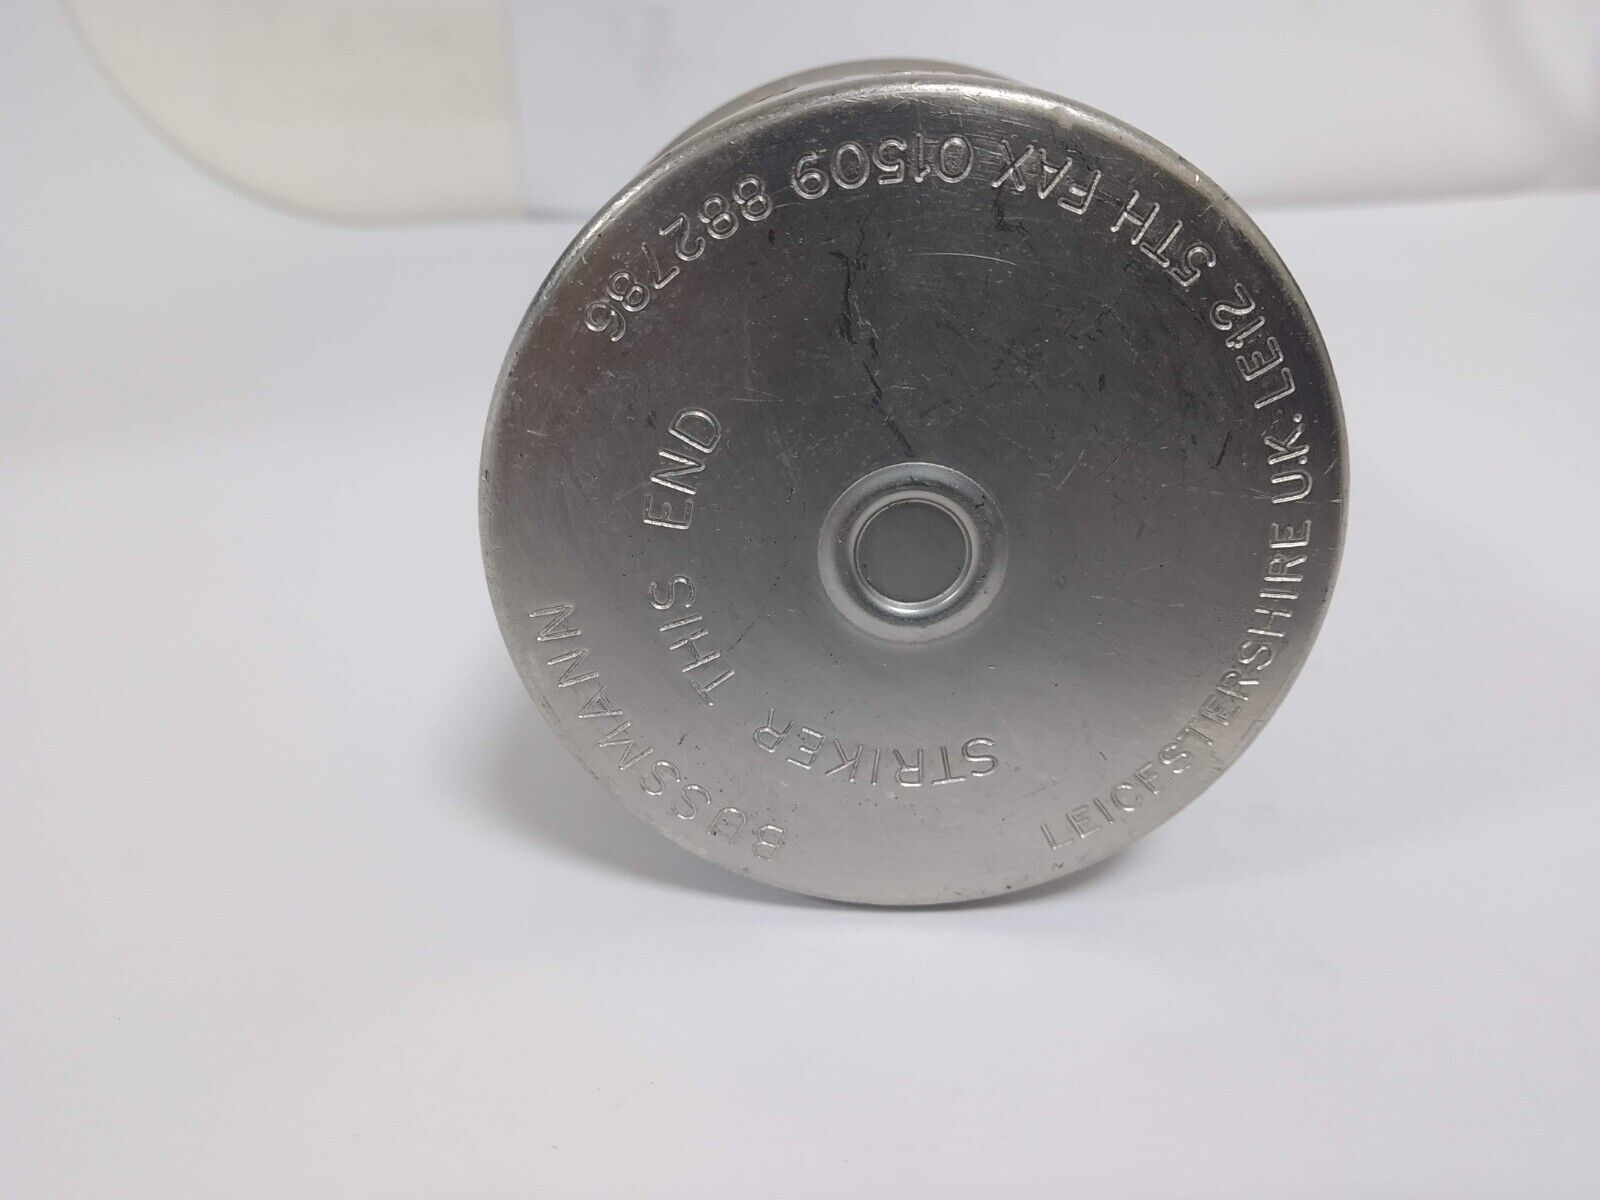 BUSSMANN
LEICESTERSHIRE U.K. LE12 5TH FAX 01509 882786
STRIKER THIS END